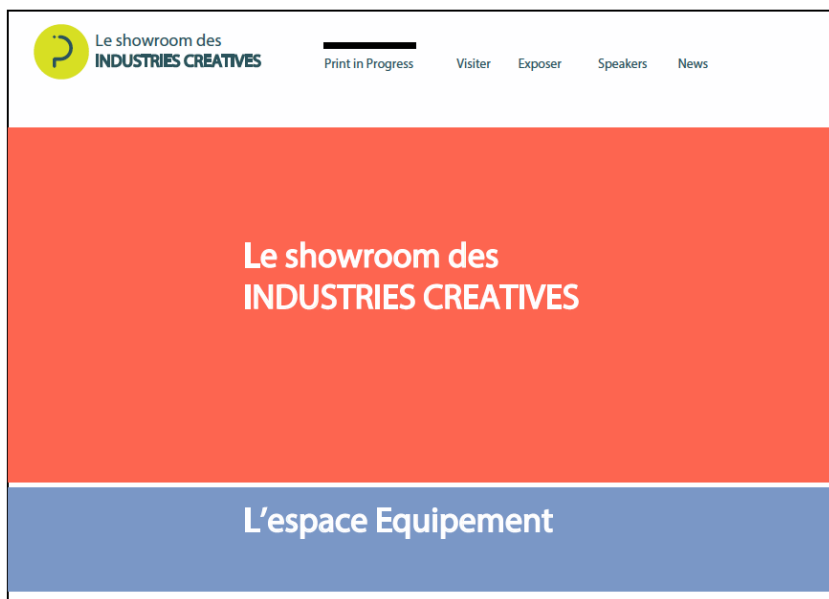 Le showroom des
INDUSTRIES CREATIVES
Print in Progress Visiter Exposer Speakers News
Le showroom des
INDUSTRIES CREATIVES
L'espace Equipement